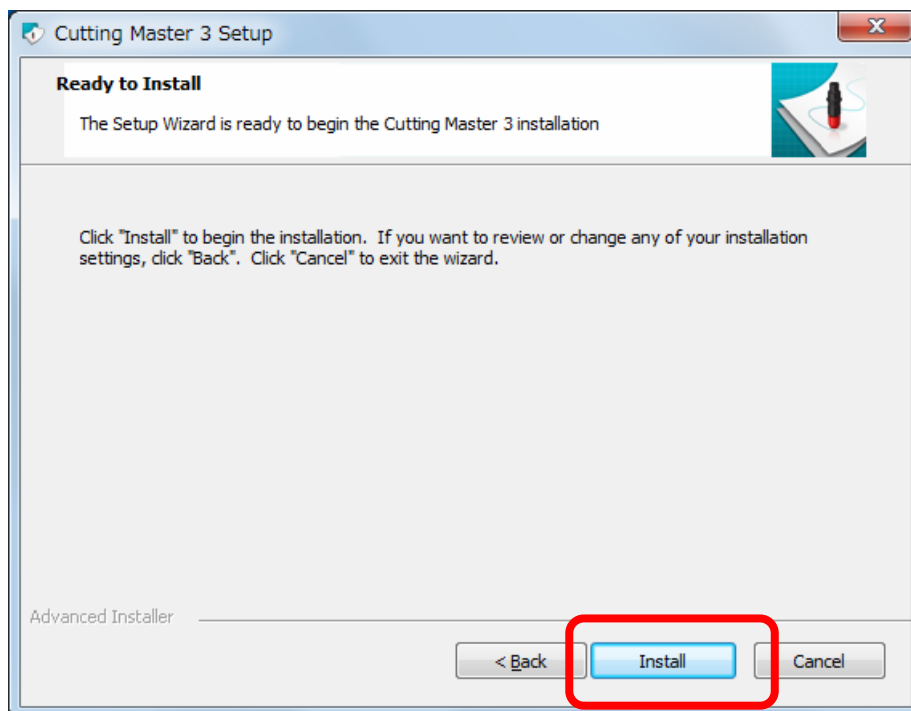 Cutting Master 3 Setup
Ready to Install
The Setup Wizard is ready to begin the Cutting Master 3 installation
Click "Install" to begin the installation. If you want to review or change any of your installation
settings, click "Back". Click "Cancel" to exit the wizard.
Advanced Installer
< Back
Install
Cancel